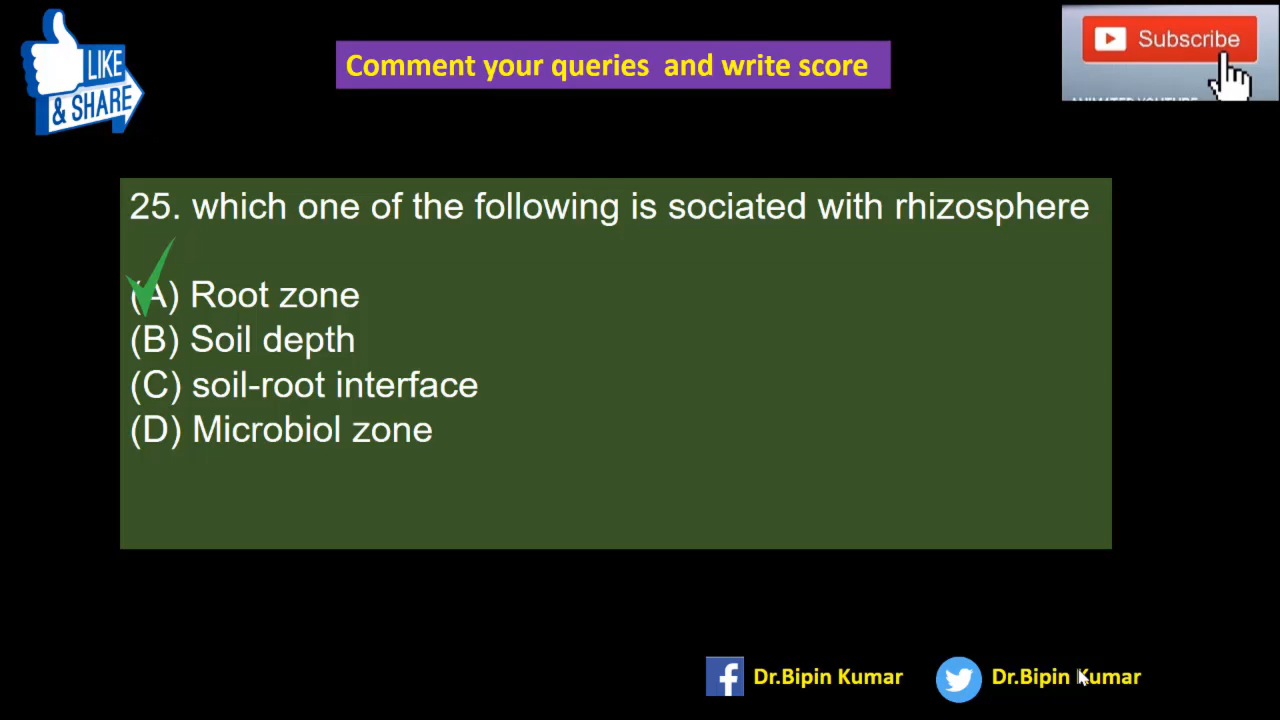 LIKE
& SHARE
Comment your queries and write score
Subscribe
25. which one of the following is sociated with rhizosphere
(A) Root zone
(B) Soil depth
(C) soil-root interface
(D) Microbiol zone
Dr.Bipin Kumar
Dr.Bipin Kumar